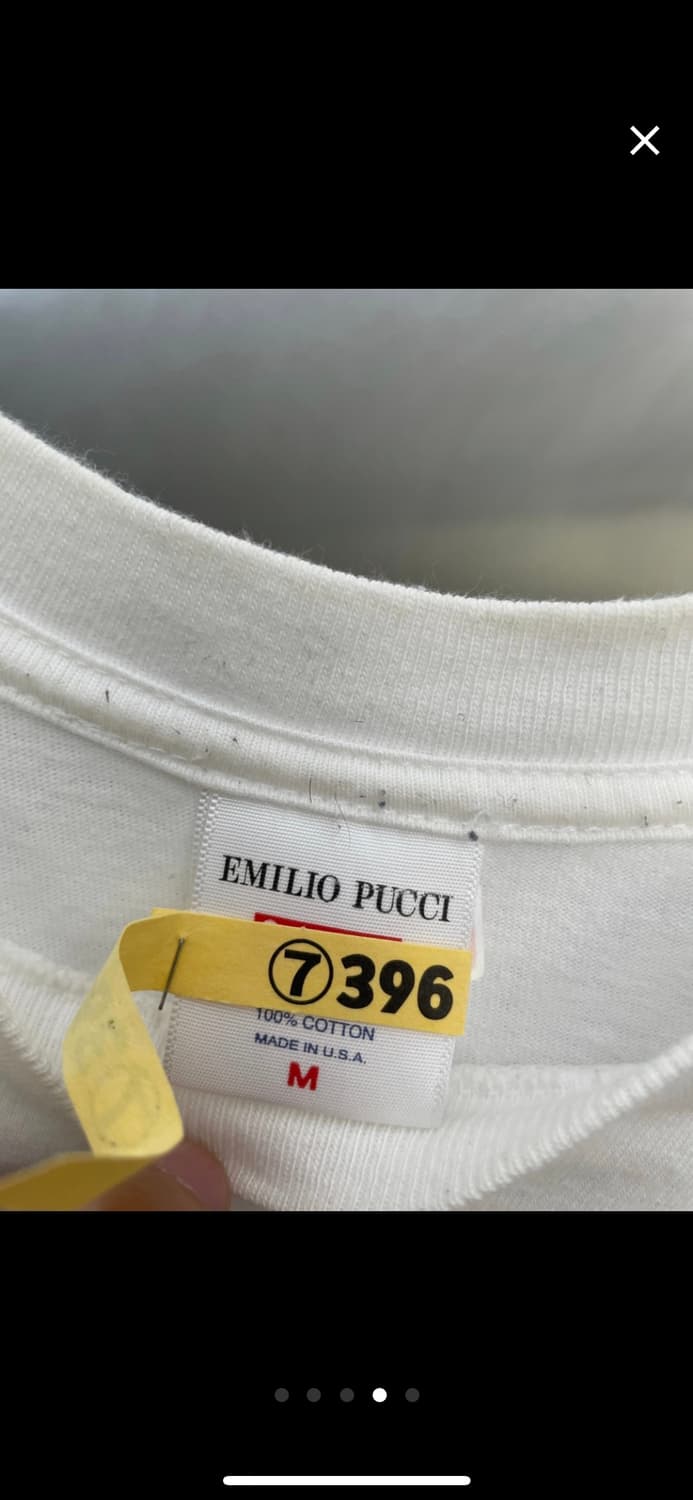 EMILIO PUCCI
⑦396
100% COTTON
MADE IN U.S.A.
M